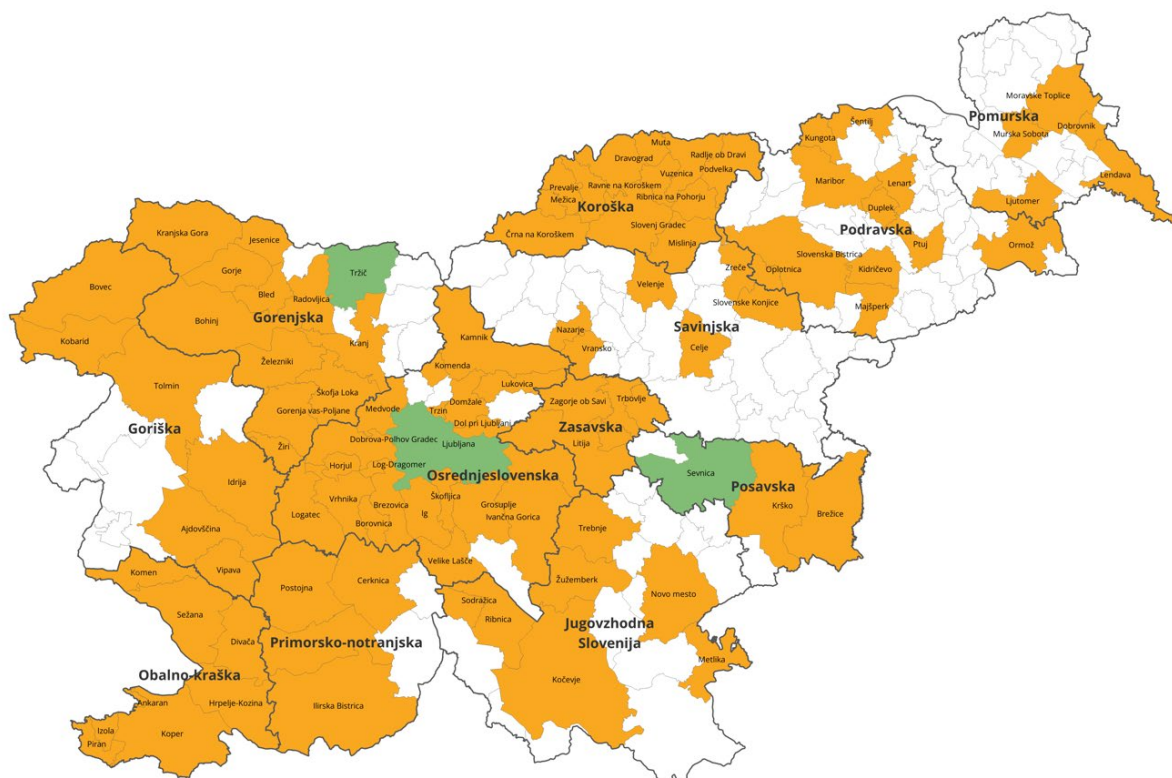 Moravske Toplice
Pomurska
Šentilj
Murska Sobota
Dobrovnik
Kungota
Muta
Dravograd
Radlje ob Dravi
Vuzenica
Podvelka
Lendava
Maribor
Lenart
Prevalje
Ravne na Koroškem
Mežica
Ribnica na Pohorju
Koroška
Duplek
Ljutomer
Slovenj Gradec
Podravska
Črna na Koroškem
Mislinja
Ptuj
Ormož
Kranjska Gora
Jesenice
Slovenska Bistrica
Zreče
Oplotnica
Kidričevo
Gorje
Tržič
Bovec
Velenje
Bled
Radovljica
Slovenske Konjice
Majšperk
Bohinj
Gorenjska
Savinjska
Nazarje
Kamnik
Kobarid
Kranj
Vransko
Celje
Železniki
Komenda
Tolmin
Lukovica
Škofja Loka
Trbovlje
Gorenja vas-Poljane
Medvode
Domžale
Zagorje ob Savi
Trzin
Goriška
Dol pri Ljubljani
Zasavska
Dobrova-Polhov Gradec
Ljubljana
Litija
Žiri
Horjul
Log-Dragomer
Osrednjeslovenska
Sevnica
Idrija
Posavska
Vrhnika
Škofljica
Brezovica
Grosuplje
Krško
Logatec
Ig
Ivančna Gorica
Brežice
Borovnica
Ajdovščina
Trebnje
Velike Lašče
Vipava
Komen
Cerknica
Žužemberk
Postojna
Novo mesto
Sodražica
Sežana
Ribnica
Jugovzhodna
Slovenija
Divača
Primorsko-notranjska
Metlika
Obalno-Kraška
Kočevje
Ankaran
Hrpelje-Kozina
Ilirska Bistrica
Izola
Koper
Piran